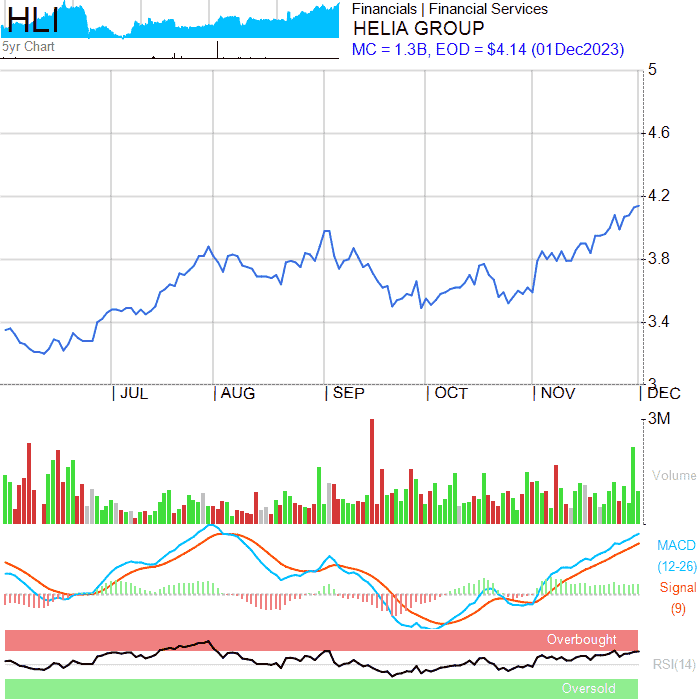 HLI
5yr Chart
Financials | Financial Services
HELIA GROUP
MC = 1.3B, EOD = $4.14 (01Dec2023)
5
4.6
4.2
3.8
3.4
3
JUL AUG SEP OCT NOV DEC
3M
Volume
MACD
(12-26)
Signal
(9)
Overbought
RSI(14)
Oversold